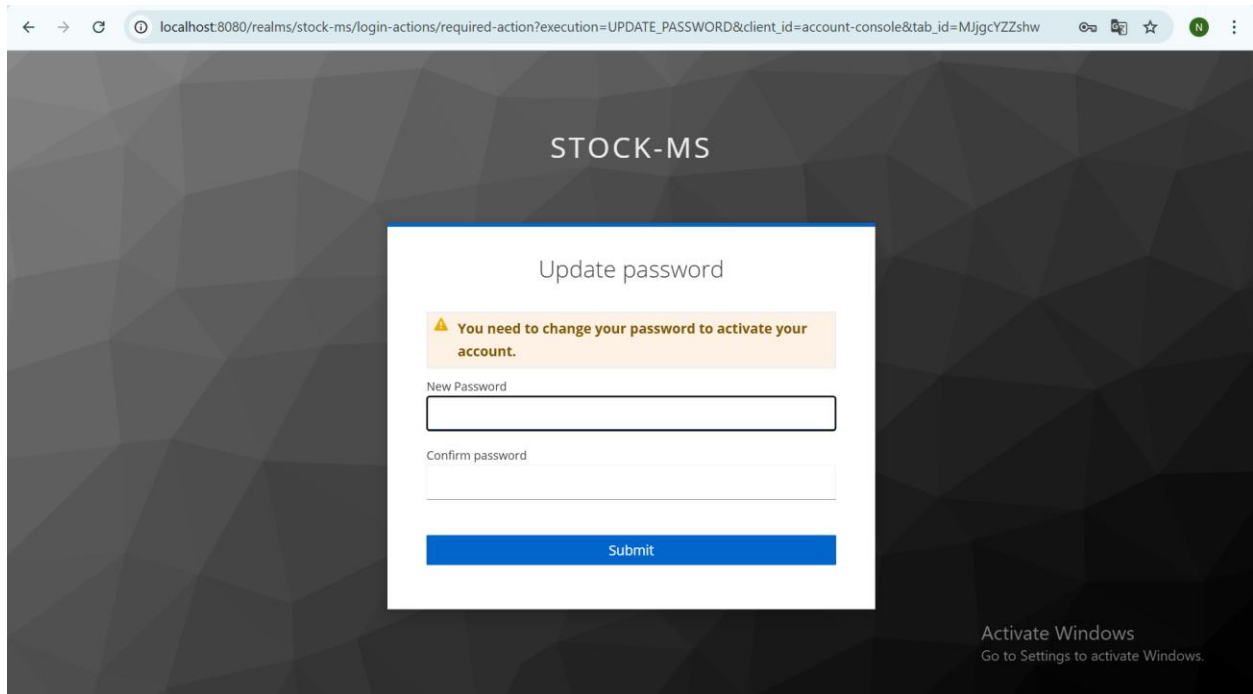 localhost:8080/realms/stock-ms/login-actions/required-action?execution=UPDATE_PASSWORD&client_id=account-console&tab_id=MJjgcYZZshw
N
STOCK-MS
Update password
You need to change your password to activate your
account.
New Password
Confirm password
Submit
Activate Windows
Go to Settings to activate Windows.